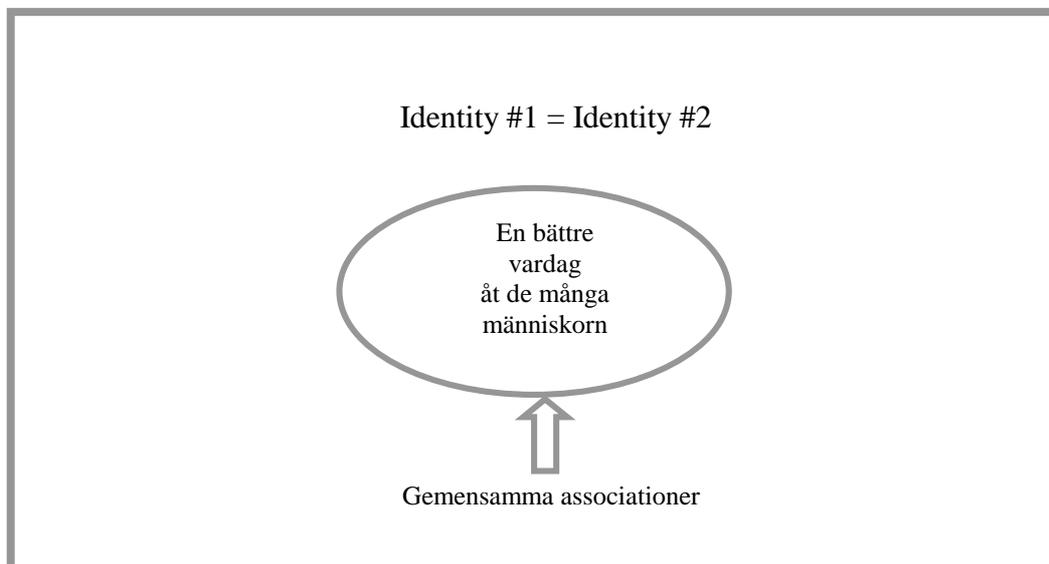 Identity #1 = Identity #2
En bättre
vardag
åt de många
människorn
Gemensamma associationer